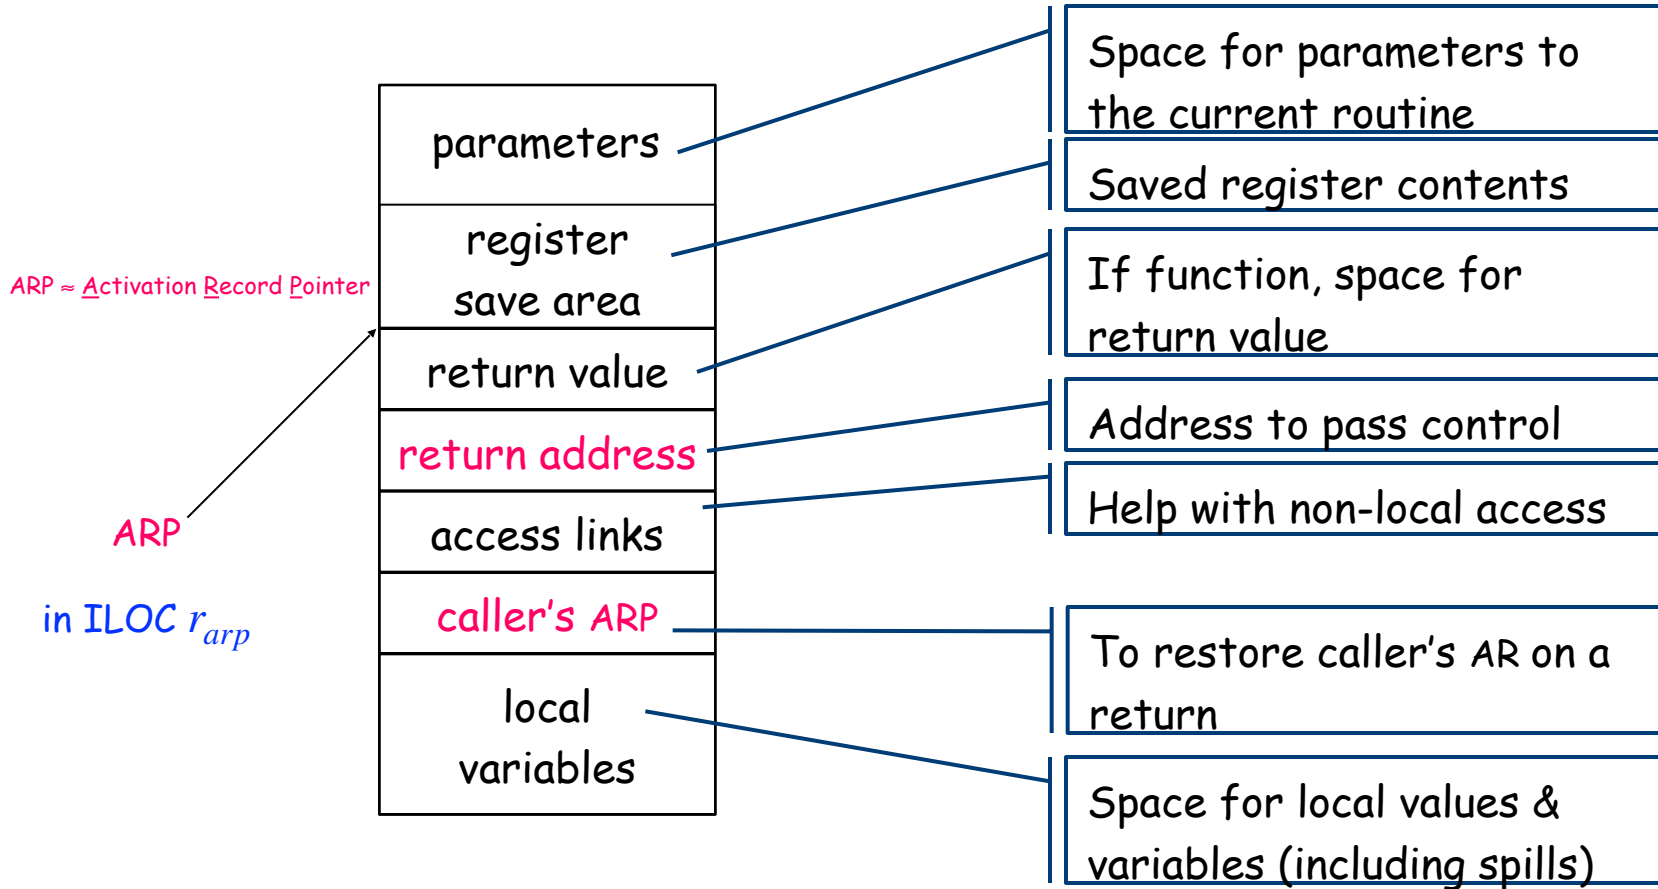 parameters
register
save area
return value
return address
access links
caller's ARP
local
variables
ARP ≈ Activation Record Pointer
ARP
in ILOC r_arp
Space for parameters to
the current routine
Saved register contents
If function, space for
return value
Address to pass control
Help with non-local access
To restore caller's AR on a
return
Space for local values &
variables (including spills)